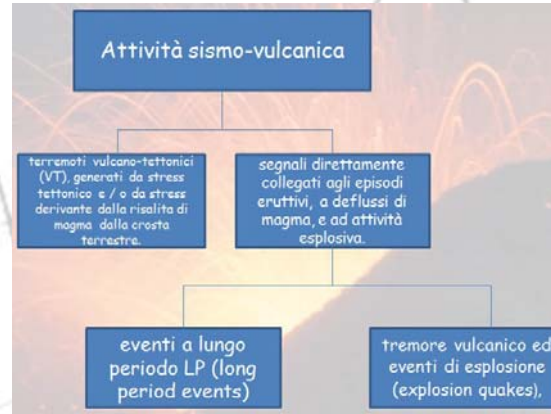 Attività sismo-vulcanica
terremoti vulcano-tettonici
(VT), generati da stress
tettonico e / o da stress
derivante dalla risalita di
magma dalla crosta
terrestre.
segnali direttamente
collegati agli episodi
eruttivi, a deflussi di
magma, e ad attività
esplosiva.
eventi a lungo
periodo LP (long
period events)
tremore vulcanico ed
eventi di esplosione
(explosion quakes),